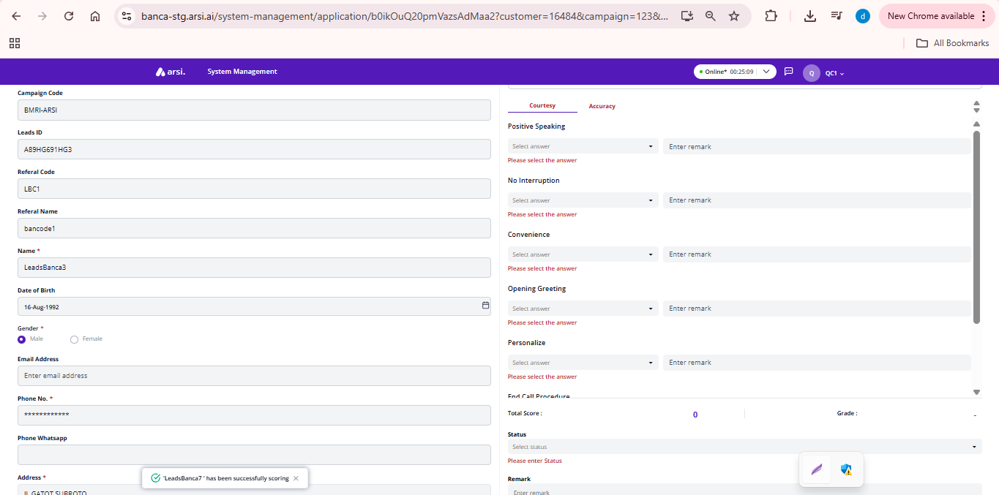 banca-stg.arsi.ai/system-management/application/b0ikOuQ20pmVazsAdMaa2?customer=16484&campaign=123&...
d
New Chrome available
All Bookmarks
arsi.
System Management
Online* 00:25:09
Q
QC1
Campaign Code
BMRI-ARSI
Leads ID
A89HG691HG3
Referal Code
LBC1
Referal Name
bancode1
Name *
LeadsBanca3
Date of Birth
16-Aug-1992
Gender *
Male
Female
Email Address
Enter email address
Phone No. *
************
Phone Whatsapp
Address *
JL.GATOT SUBROTO
'LeadsBanca7 ' has been successfully scoring
Courtesy
Accuracy
Positive Speaking
Select answer
Enter remark
Please select the answer
No Interruption
Select answer
Enter remark
Please select the answer
Convenience
Select answer
Enter remark
Please select the answer
Opening Greeting
Select answer
Enter remark
Please select the answer
Personalize
Select answer
Enter remark
Please select the answer
End Call Procedure
Total Score :
0
Grade :
-
Status
Select status
Please enter Status
Remark
Enter remark